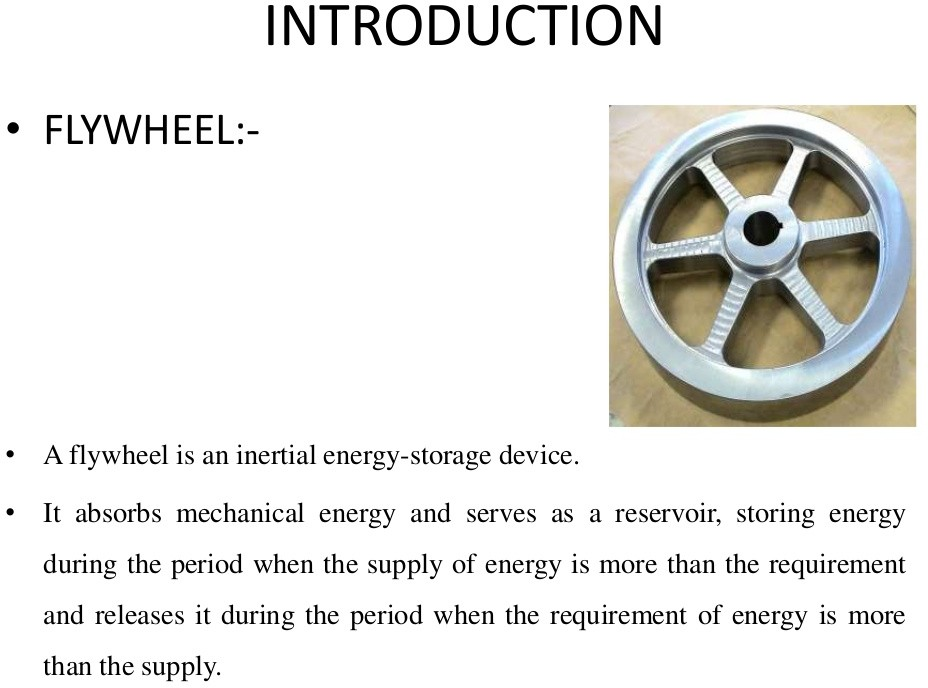 INTRODUCTION
• FLYWHEEL:-
• A flywheel is an inertial energy-storage device.
• It absorbs mechanical energy and serves as a reservoir, storing energy
during the period when the supply of energy is more than the requirement
and releases it during the period when the requirement of energy is more
than the supply.